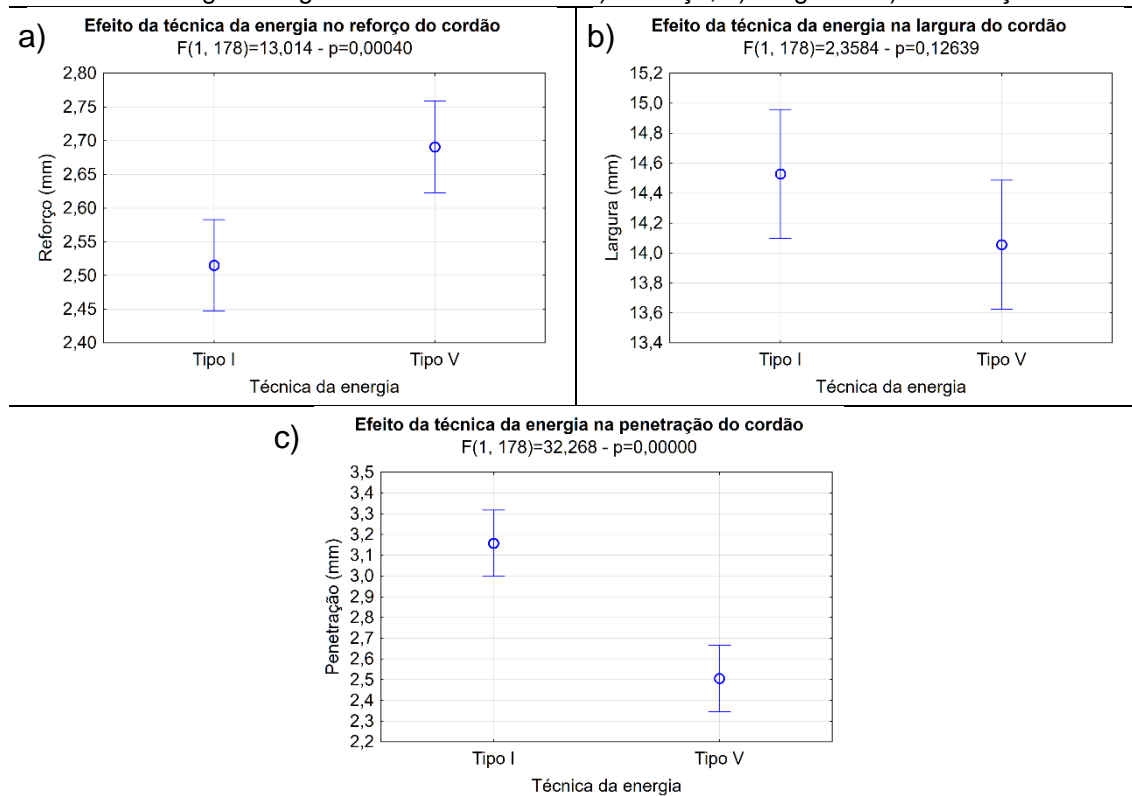 a)
Efeito da técnica da energia no reforço do cordão
F(1, 178)=13,014 - p=0,00040
2,80
2,75
2,70
2,65
2,60
2,55
2,50
2,45
2,40
Reforço (mm)
Tipo I Tipo V
Técnica da energia
b)
Efeito da técnica da energia na largura do cordão
F(1, 178)=2,3584 - p=0,12639
15,2
15,0
14,8
14,6
14,4
14,2
14,0
13,8
13,6
13,4
Largura (mm)
Tipo I Tipo V
Técnica da energia
c)
Efeito da técnica da energia na penetração do cordão
F(1, 178)=32,268 - p=0,00000
3,5
3,4
3,3
3,2
3,1
3,0
2,9
2,8
2,7
2,6
2,5
2,4
2,3
2,2
Penetração (mm)
Tipo I Tipo V
Técnica da energia